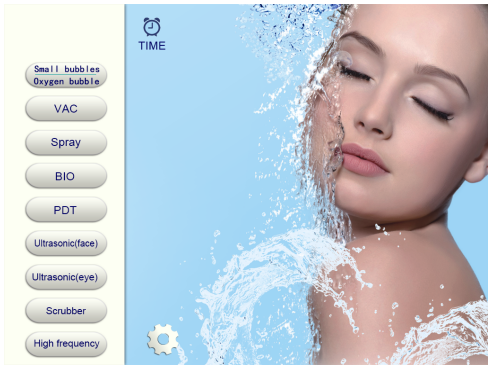 TIME
Small bubbles
Oxygen bubble
VAC
Spray
BIO
PDT
Ultrasonic(face)
Ultrasonic(eye)
Scrubber
High frequency